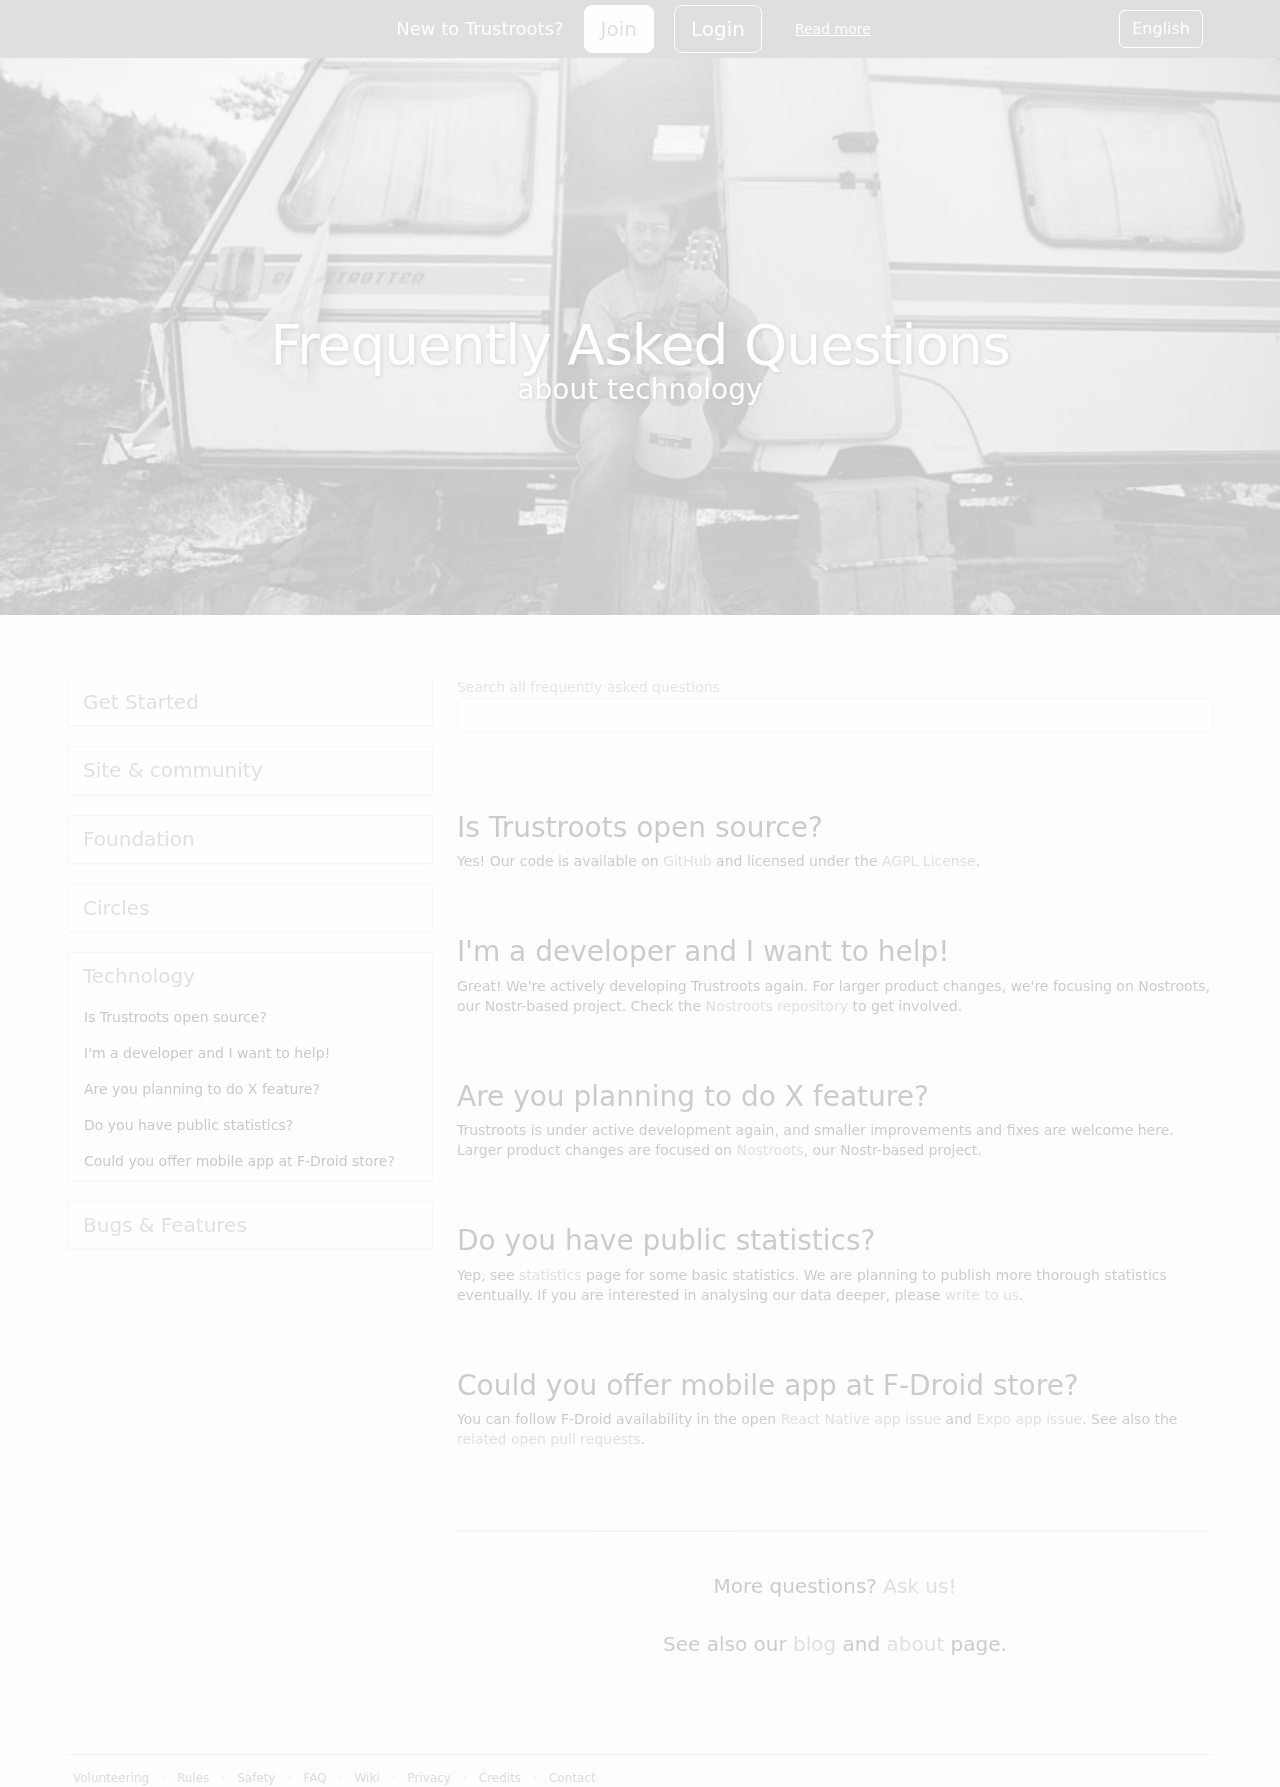 New to Trustroots? Join Login Read more English
Frequently Asked Questions
about technology
Get Started
Site & community
Foundation
Circles
Technology
Is Trustroots open source?
I'm a developer and I want to help!
Are you planning to do X feature?
Do you have public statistics?
Could you offer mobile app at F-Droid store?
Bugs & Features
Search all frequently asked questions
Is Trustroots open source?
Yes! Our code is available on GitHub and licensed under the AGPL License.
I'm a developer and I want to help!
Great! We're actively developing Trustroots again. For larger product changes, we're focusing on Nostroots,
our Nostr-based project. Check the Nostroots repository to get involved.
Are you planning to do X feature?
Trustroots is under active development again, and smaller improvements and fixes are welcome here.
Larger product changes are focused on Nostroots, our Nostr-based project.
Do you have public statistics?
Yep, see statistics page for some basic statistics. We are planning to publish more thorough statistics
eventually. If you are interested in analysing our data deeper, please write to us.
Could you offer mobile app at F-Droid store?
You can follow F-Droid availability in the open React Native app issue and Expo app issue. See also the
related open pull requests.
More questions? Ask us!
See also our blog and about page.
Volunteering · Rules · Safety · FAQ · Wiki · Privacy · Credits · Contact